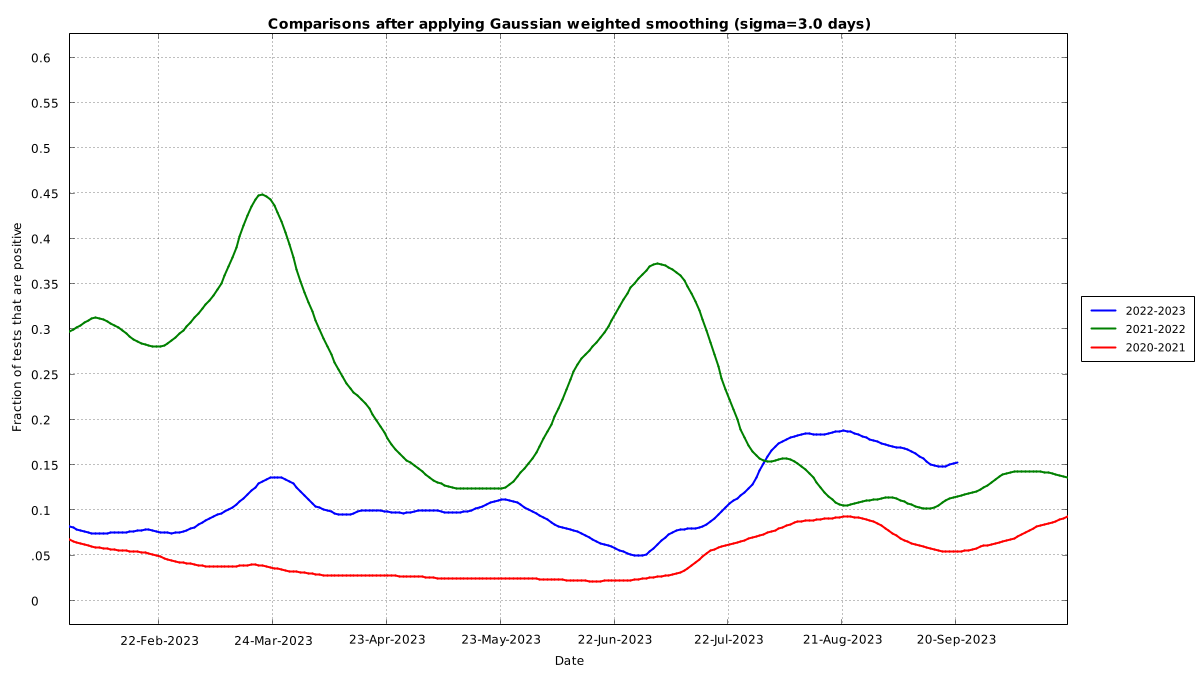 Comparisons after applying Gaussian weighted smoothing (sigma=3.0 days)
0.6
0.55
0.5
0.45
0.4
0.35
0.3
0.25
0.2
0.15
0.1
.05
0
Fraction of tests that are positive
22-Feb-2023
24-Mar-2023
23-Apr-2023
23-May-2023
22-Jun-2023
22-Jul-2023
21-Aug-2023
20-Sep-2023
Date
2022-2023
2021-2022
2020-2021